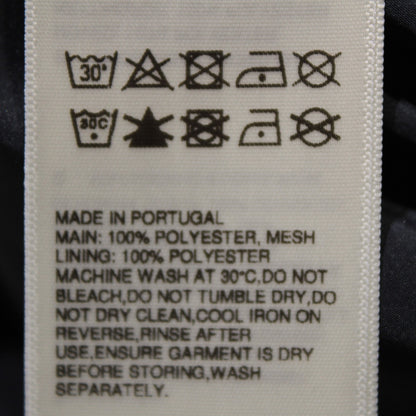 30°
30C
MADE IN PORTUGAL
MAIN: 100% POLYESTER, MESH
LINING: 100% POLYESTER
MACHINE WASH AT 30°C,DO NOT
BLEACH,DO NOT TUMBLE DRY,DO
NOT DRY CLEAN,COOL IRON ON
REVERSE,RINSE AFTER
USE,ENSURE GARMENT IS DRY
BEFORE STORING,WASH
SEPARATELY.